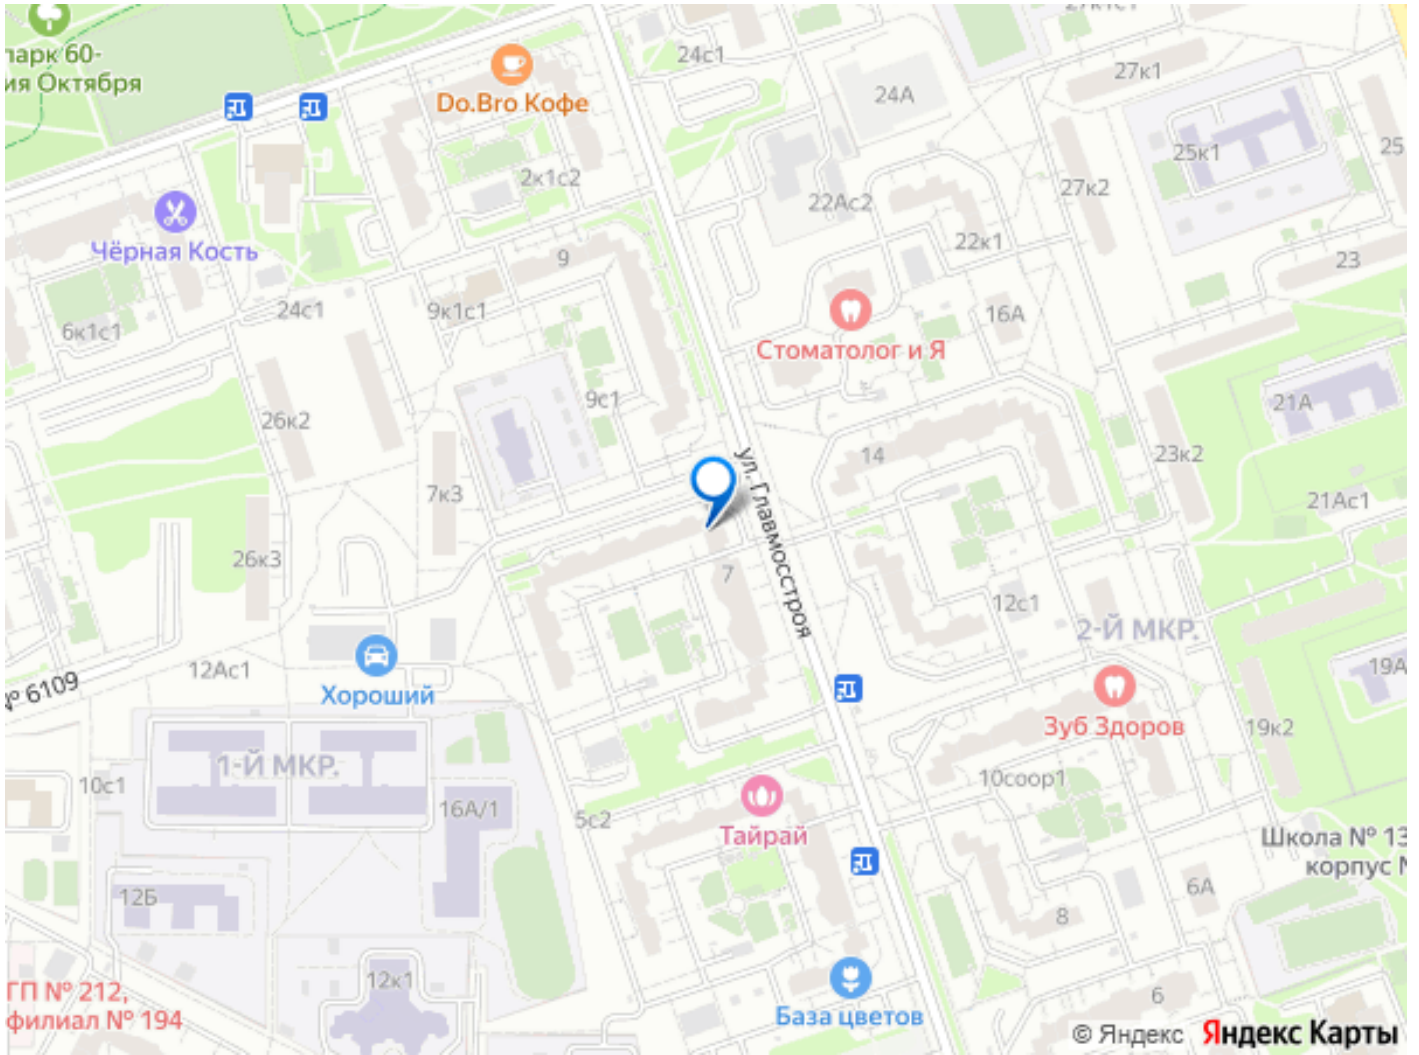 парк 60-
ия Октября
Do.Bro Кофе
24с1
27к1
24А
25к1
25
2к1с2
27к2
22Ас2
Чёрная Кость
22к1
9
23
24с1
9к1с1
16А
6к1с1
Стоматолог и Я
9с1
21А
26к2
14
23к2
7к3
ул. Главмосстроя
21Ас1
26к3
7
12с1
2-Й МКР.
12Ас1
19А
№ 6109
Хороший
Зуб Здоров
19к2
1-Й МКР.
10с1
10соор1
16А/1
5с2
Тайрай
Школа № 13
корпус №
12Б
6А
8
12к1
ГП № 212,
филиал № 194
6
База цветов
© Яндекс Яндекс Карты